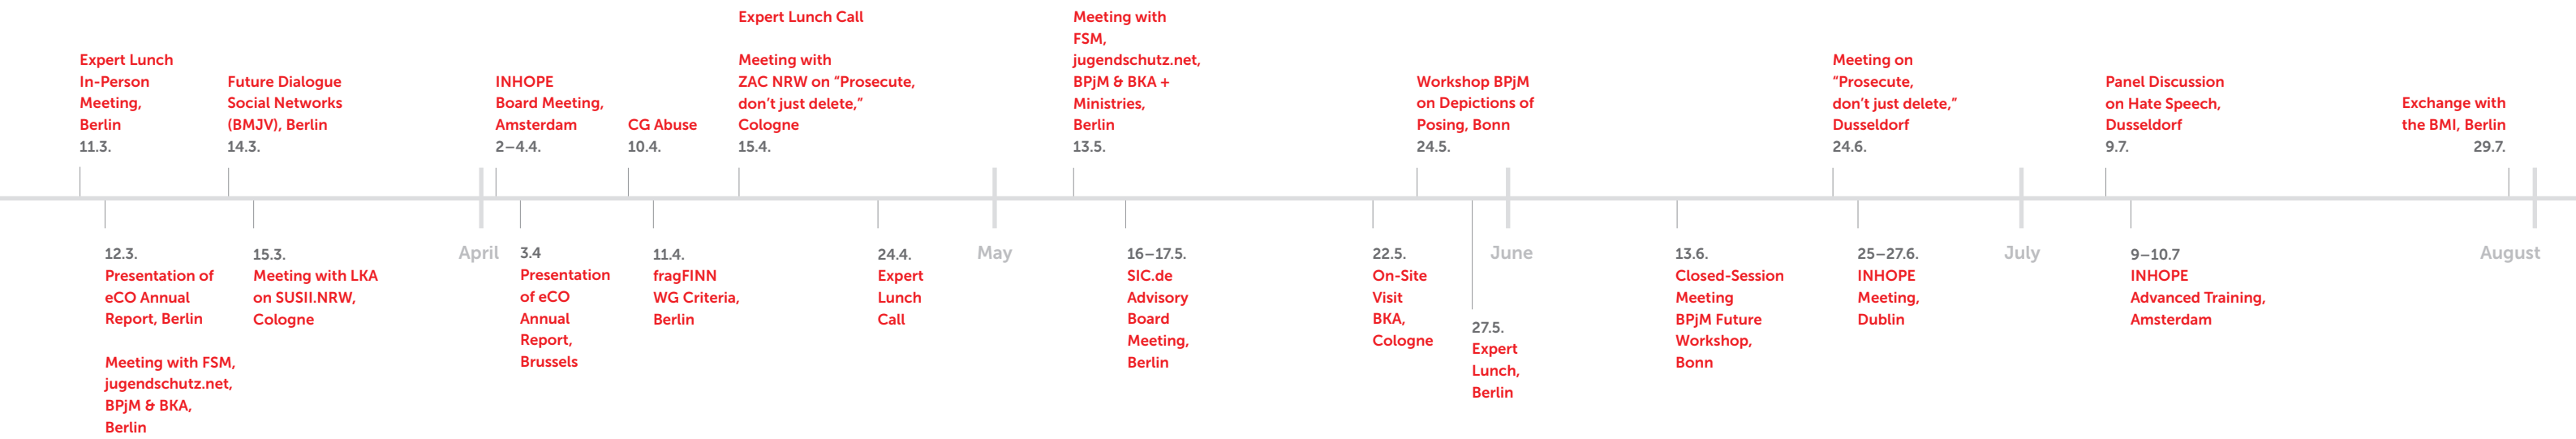 Expert Lunch
In-Person
Meeting,
Berlin
11.3.
12.3.
Presentation of
eCO Annual
Report, Berlin
Meeting with FSM,
jugendschutz.net,
BPjM & BKA,
Berlin
Future Dialogue
Social Networks
(BMJV), Berlin
14.3.
15.3.
Meeting with LKA
on SUSII.NRW,
Cologne
April
INHOPE
Board Meeting,
Amsterdam
2–4.4.
3.4
Presentation
of eCO
Annual
Report,
Brussels
CG Abuse
10.4.
11.4.
fragFINN
WG Criteria,
Berlin
Expert Lunch Call
Meeting with
ZAC NRW on “Prosecute,
don’t just delete,”
Cologne
15.4.
24.4.
Expert
Lunch
Call
May
Meeting with
FSM,
jugendschutz.net,
BPjM & BKA +
Ministries,
Berlin
13.5.
16–17.5.
SIC.de
Advisory
Board
Meeting,
Berlin
22.5.
On-Site
Visit
BKA,
Cologne
Workshop BPjM
on Depictions of
Posing, Bonn
24.5.
27.5.
Expert
Lunch,
Berlin
June
13.6.
Closed-Session
Meeting
BPjM Future
Workshop,
Bonn
Meeting on
“Prosecute,
don’t just delete,”
Dusseldorf
24.6.
25–27.6.
INHOPE
Meeting,
Dublin
July
Panel Discussion
on Hate Speech,
Dusseldorf
9.7.
9–10.7
INHOPE
Advanced Training,
Amsterdam
Exchange with
the BMI, Berlin
29.7.
August